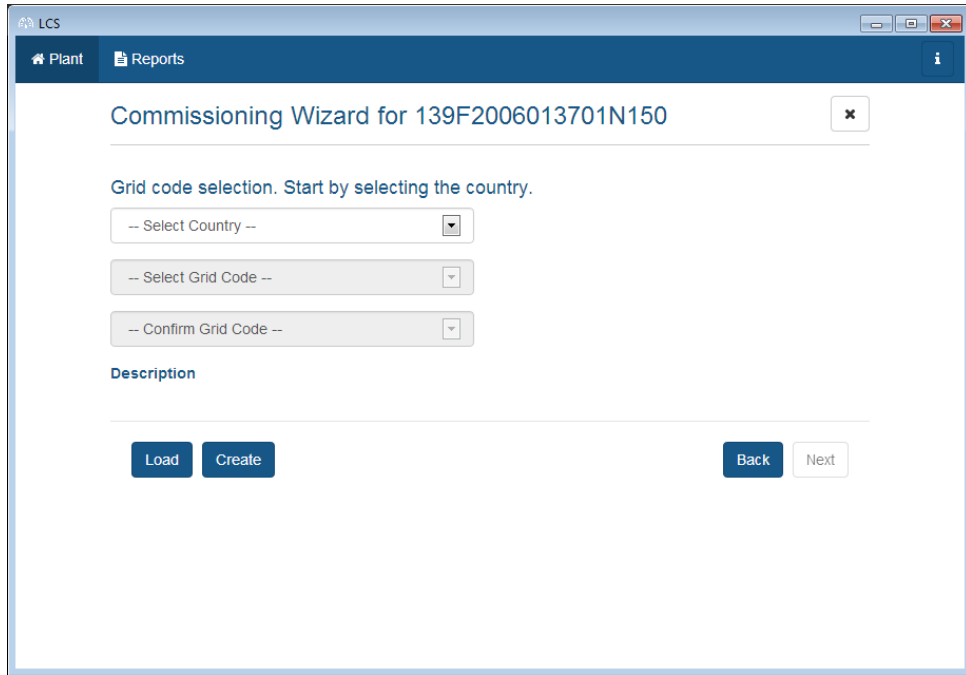 LCS
Plant Reports i
Commissioning Wizard for 139F2006013701N150
Grid code selection. Start by selecting the country.
-- Select Country --
-- Select Grid Code --
-- Confirm Grid Code --
Description
Load Create Back Next